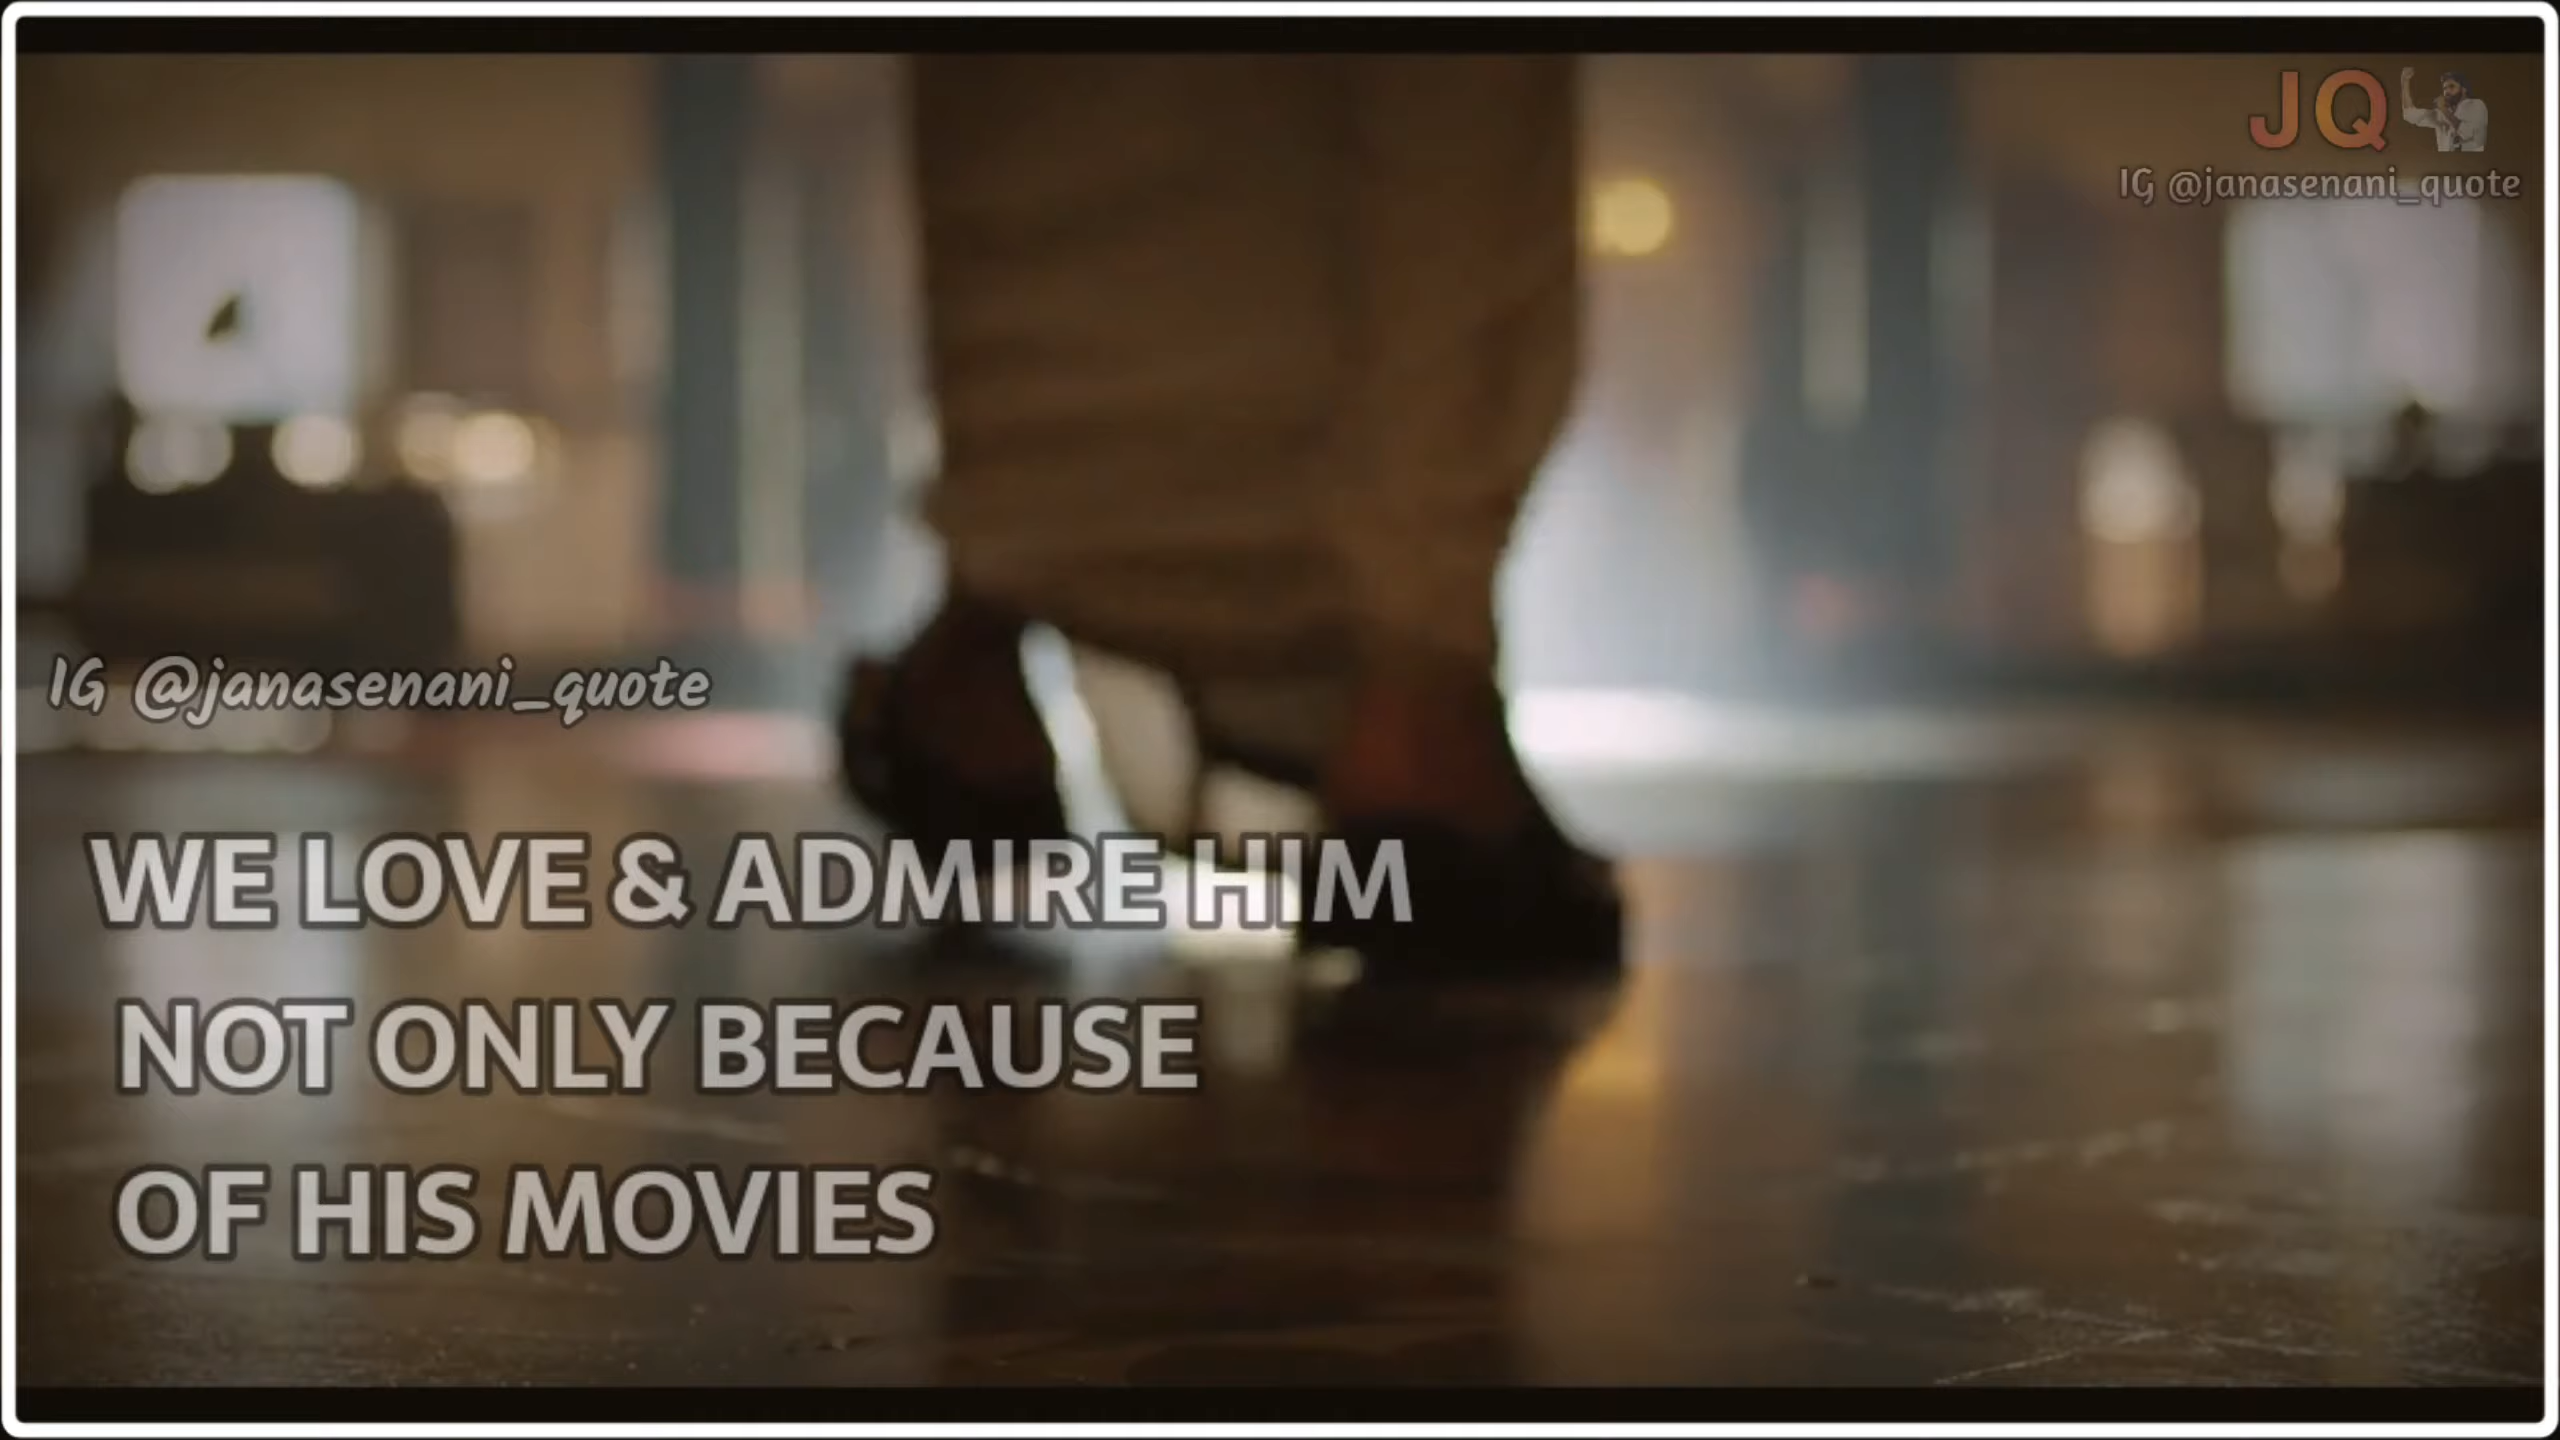 JQ
IG @janasenani_quote
IG @janasenani_quote
WE LOVE & ADMIRE HIM
NOT ONLY BECAUSE
OF HIS MOVIES